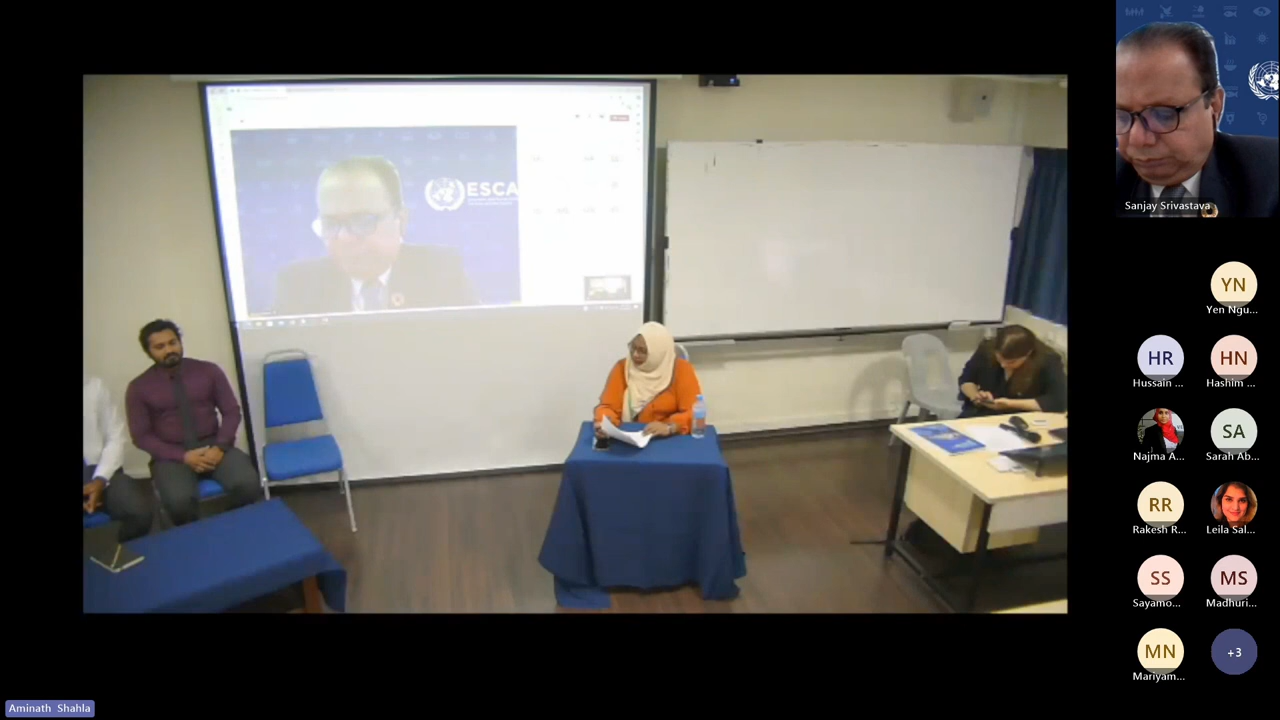 ESCA
Sanjay Srivastava
YN
Yen Ngu...
HR
Hussain ...
HN
Hashim ...
Najma A...
SA
Sarah Ab...
RR
Rakesh R...
Leila Sal...
SS
Sayamo...
MS
Madhuri...
MN
Mariyam...
+3
Aminath Shahla